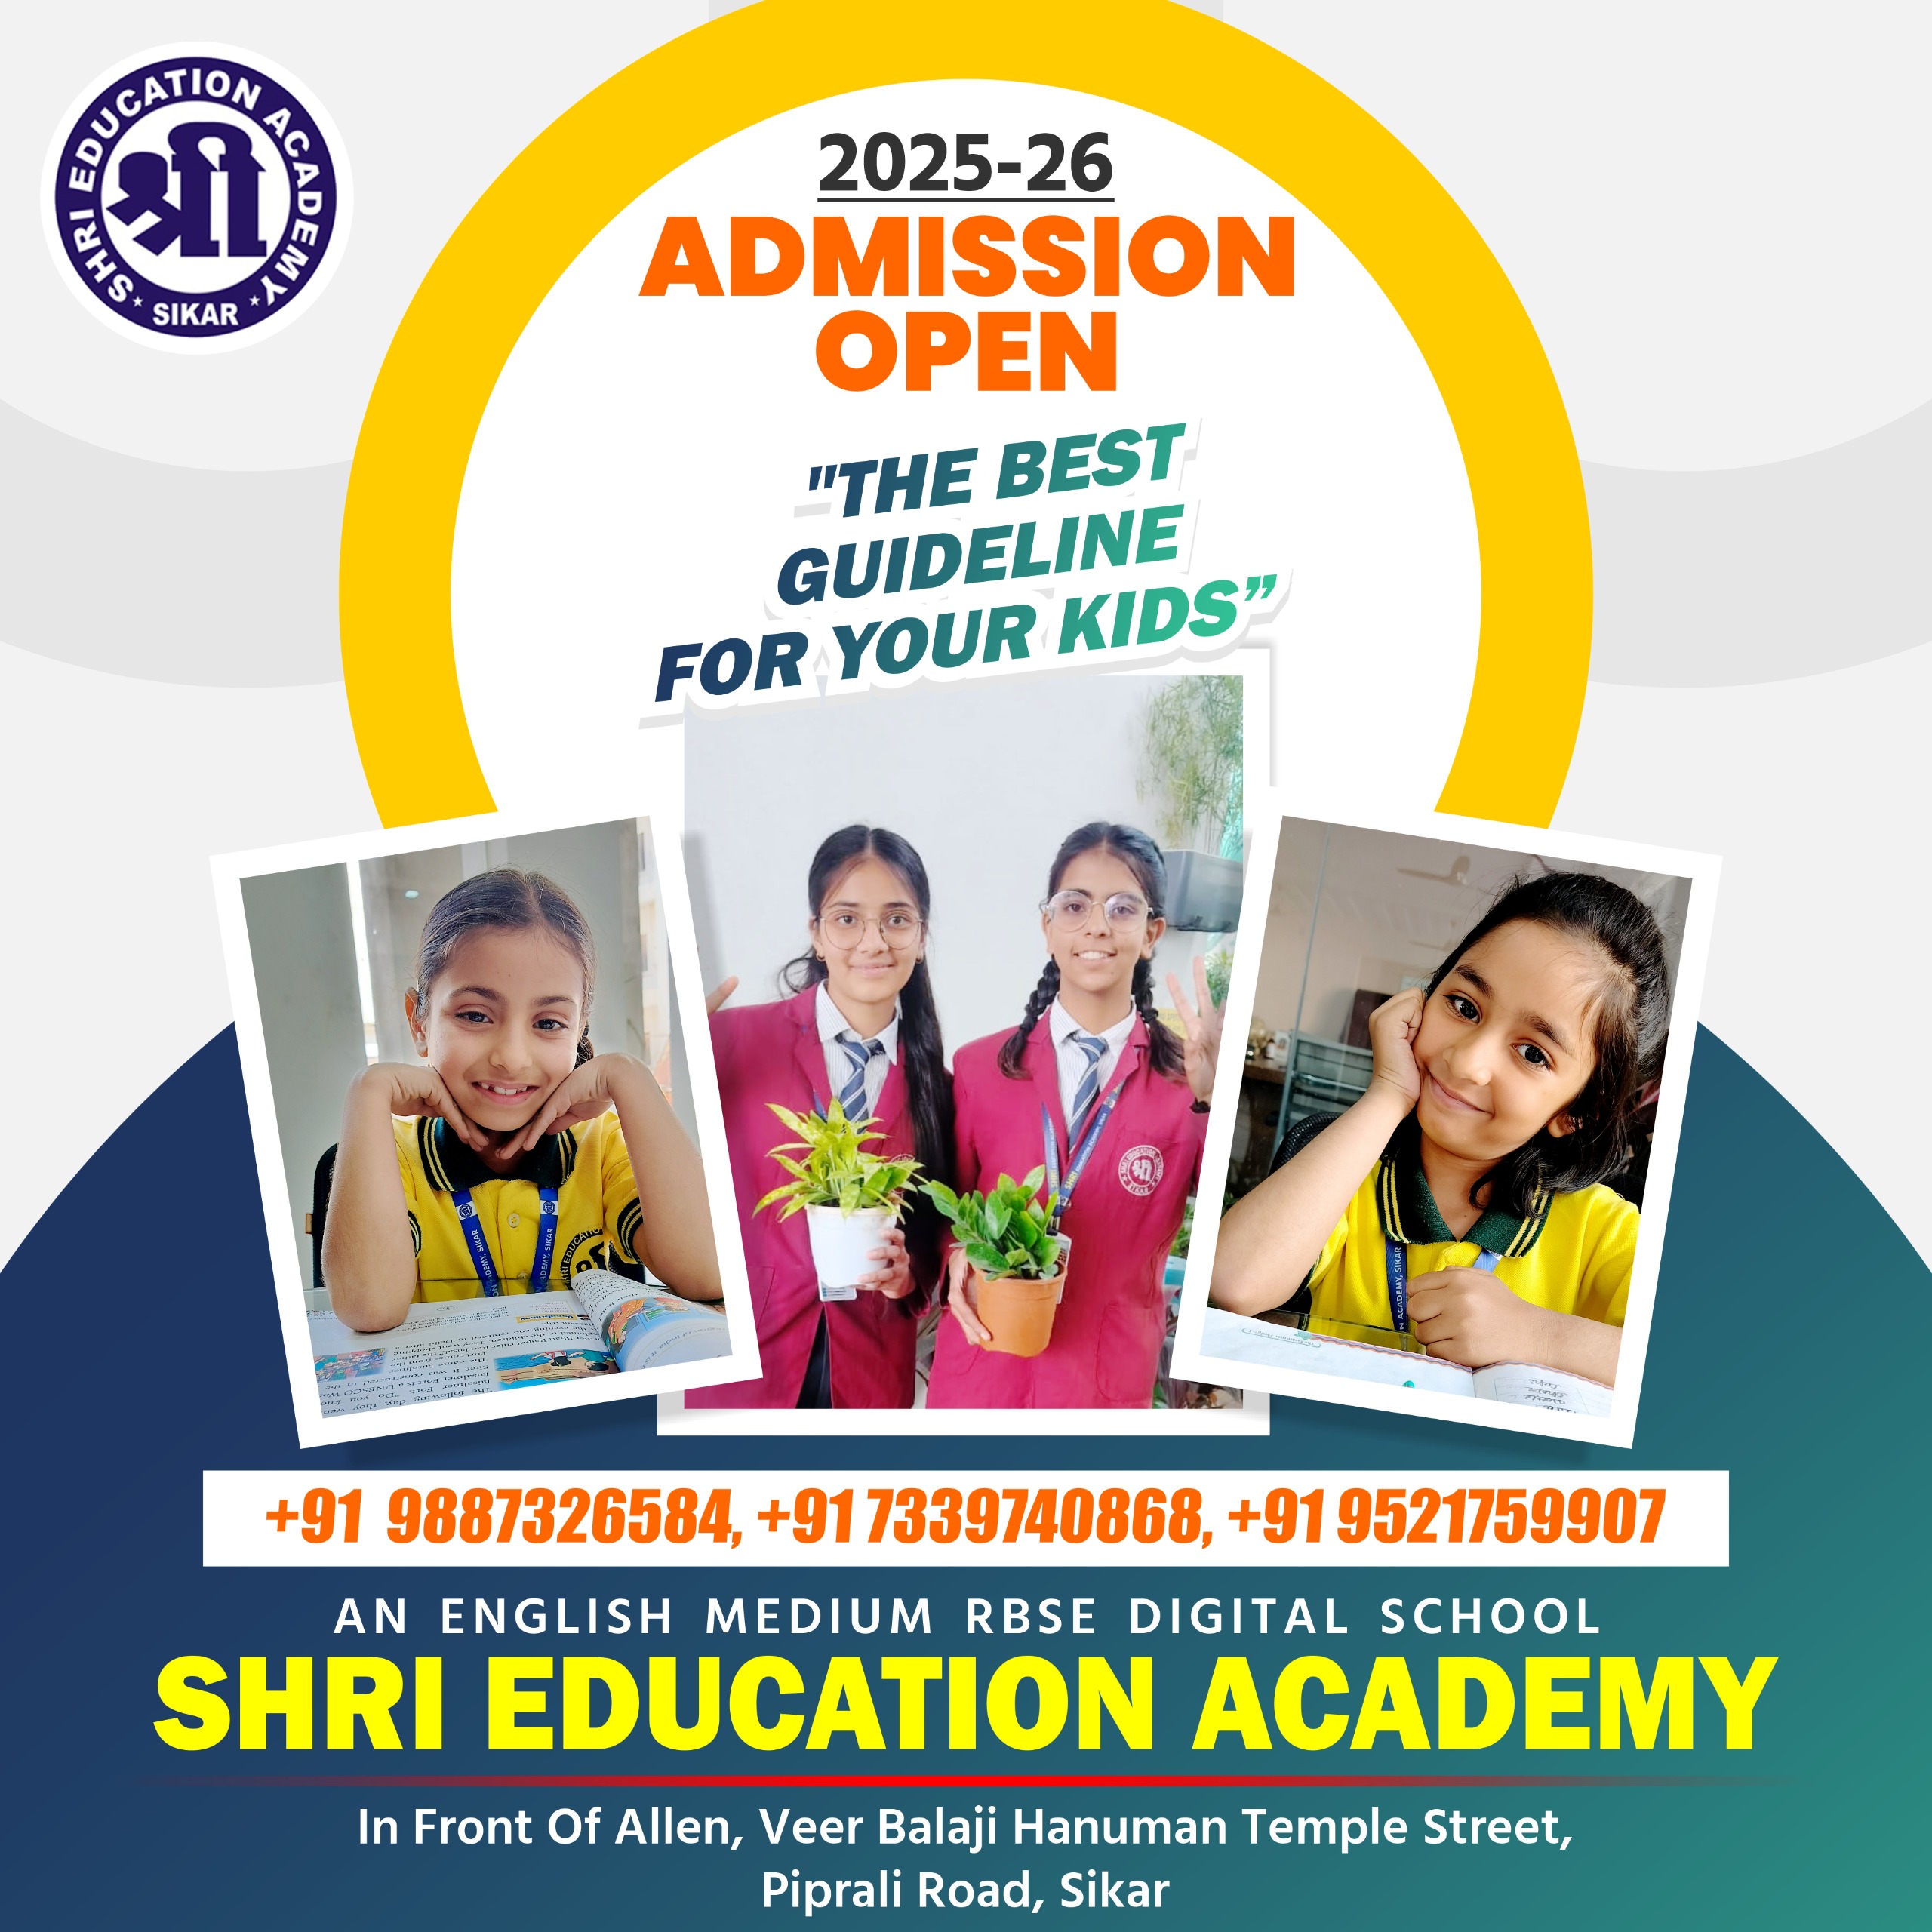 SHRI EDUCATION ACADEMY
श्री
SIKAR
2025-26
ADMISSION
OPEN
"THE BEST
GUIDELINE
FOR YOUR KIDS”
+91 9887326584, +91 7339740868, +91 9521759907
AN ENGLISH MEDIUM RBSE DIGITAL SCHOOL
SHRI EDUCATION ACADEMY
In Front Of Allen, Veer Balaji Hanuman Temple Street,
Piprali Road, Sikar